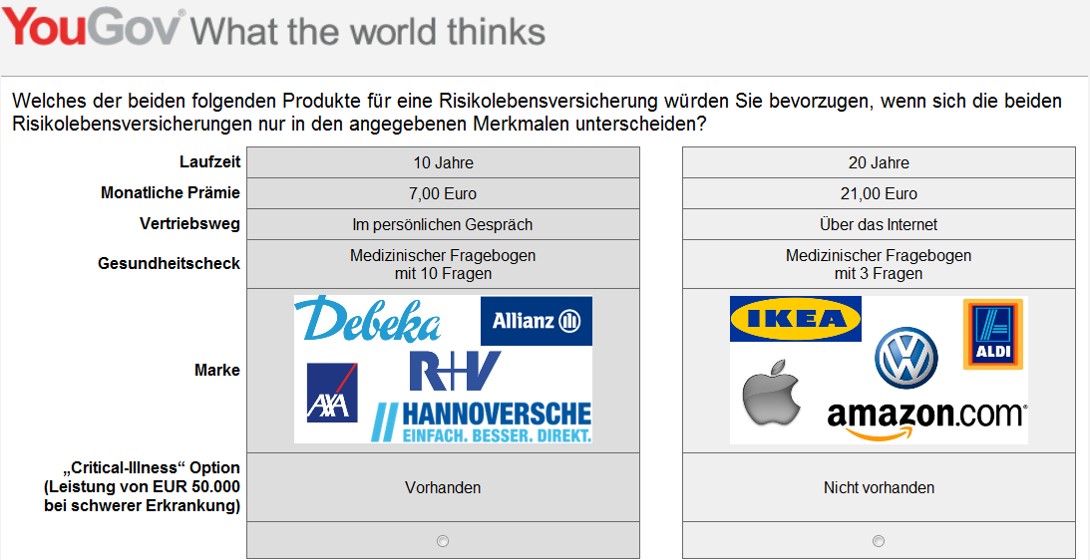 YouGov® What the world thinks
Welches der beiden folgenden Produkte für eine Risikolebensversicherung würden Sie bevorzugen, wenn sich die beiden
Risikolebensversicherungen nur in den angegebenen Merkmalen unterscheiden?
Laufzeit 10 Jahre 20 Jahre
Monatliche Prämie 7,00 Euro 21,00 Euro
Vertriebsweg Im persönlichen Gespräch Über das Internet
Gesundheitscheck
Medizinischer Fragebogen
mit 10 Fragen
Medizinischer Fragebogen
mit 3 Fragen
Marke
Debeka
Allianz
AXA
R+V
HANNOVERSCHE
EINFACH. BESSER. DIREKT.
IKEA
VW
ALDI
amazon.com®
„Critical-Illness“ Option
(Leistung von EUR 50.000
bei schwerer Erkrankung)
Vorhanden
Nicht vorhanden